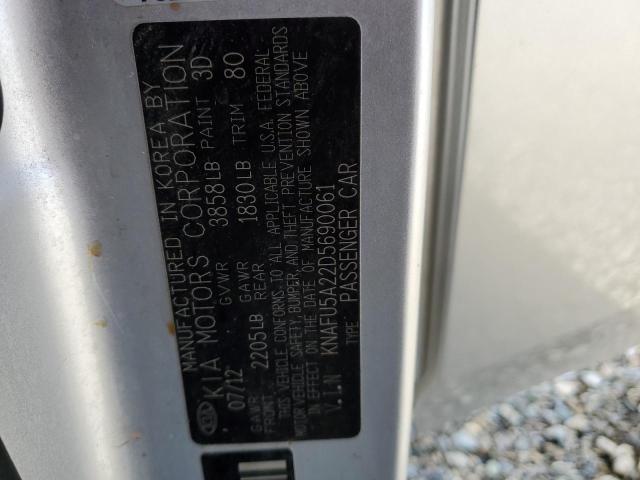 MANUFACTURED IN KOREA BY
KIA KIA MOTORS CORPORATION
07/12 GVWR 3858LB PAINT 3D
GAWR FRONT: 2205LB GAWR REAR 1830LB TRIM 80
THIS VEHICLE CONFORMS TO ALL APPLICABLE U.S.A. FEDERAL
MOTOR VEHICLE SAFETY, BUMPER, AND THEFT PREVENTION STANDARDS
IN EFFECT ON THE DATE OF MANUFACTURE SHOWN ABOVE
V.I.N KNAFU5A22D5690061
TYPE PASSENGER CAR